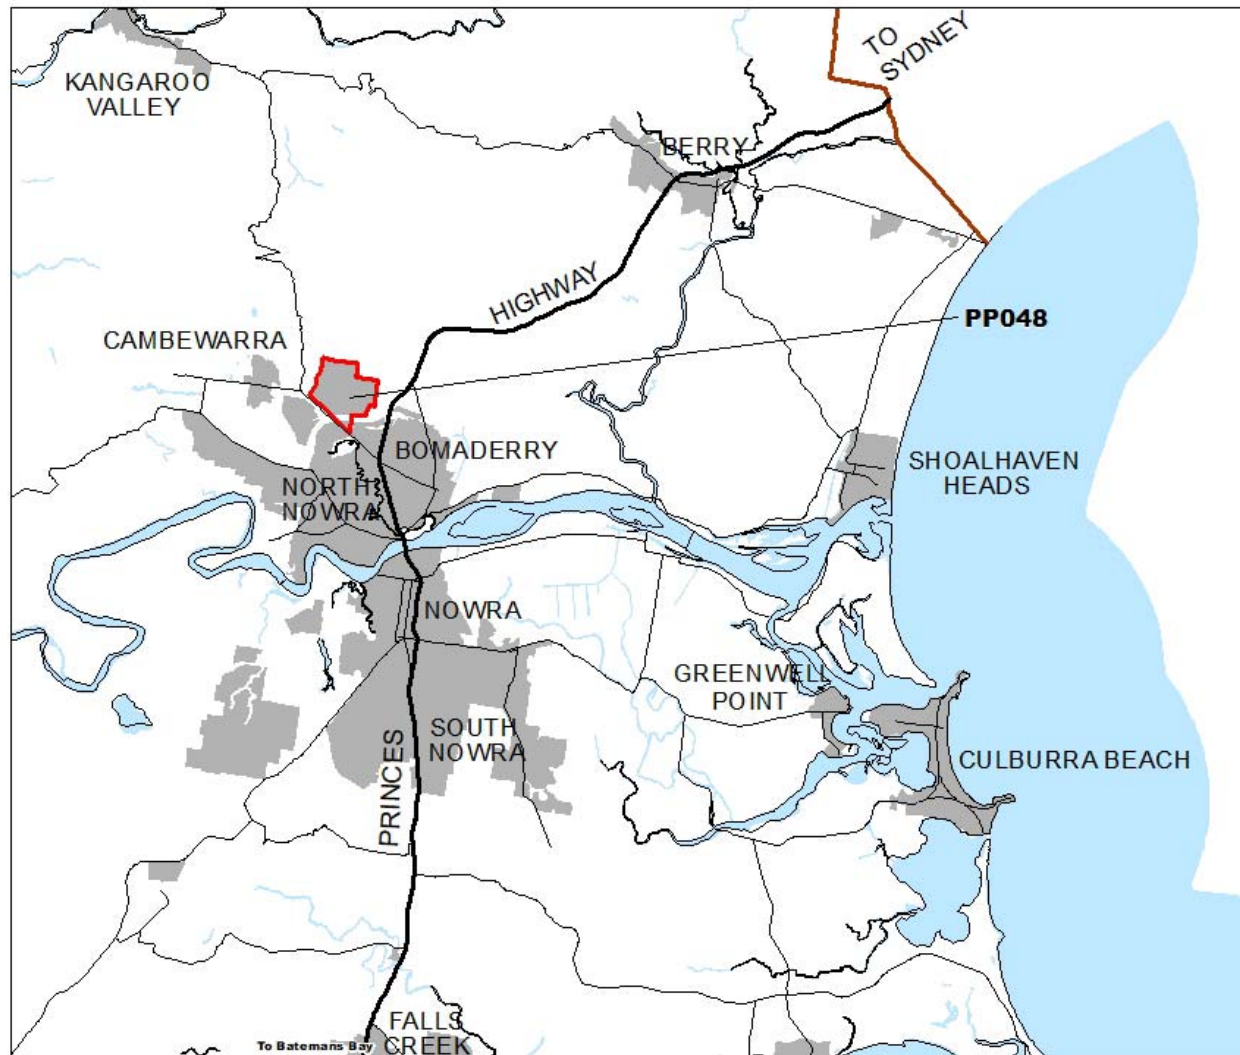 TO
SYDNEY
KANGAROO
VALLEY
BERRY
HIGHWAY
PP048
CAMBEWARRA
BOMADERRY
SHOALHAVEN
HEADS
NORTH
NOWRA
NOWRA
GREENWELL
POINT
SOUTH
NOWRA
CULBURRA BEACH
PRINCES
FALLS
CREEK
To Batemans Bay